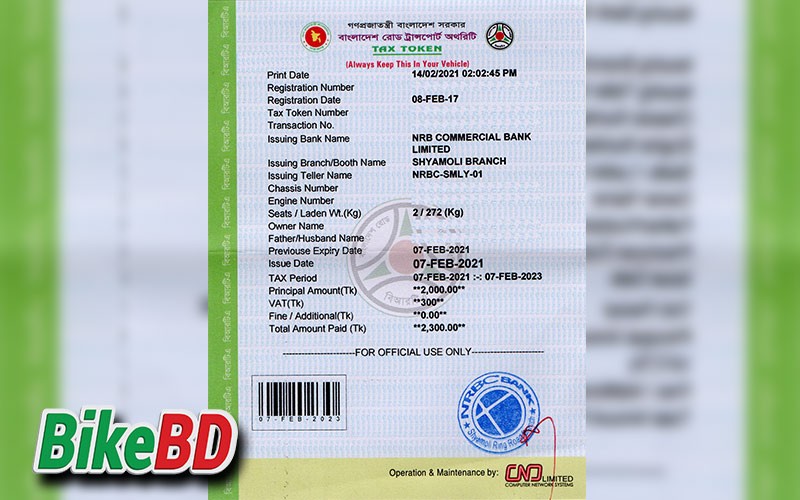 গণপ্রজাতন্ত্রী বাংলাদেশ সরকার
বাংলাদেশ রোড ট্রান্সপোর্ট অথরিটি
TAX TOKEN
(Always Keep This In Your Vehicle)
Print Date 14/02/2021 02:02:45 PM
Registration Number
Registration Date 08-FEB-17
Tax Token Number
Transaction No.
Issuing Bank Name NRB COMMERCIAL BANK
LIMITED
Issuing Branch/Booth Name SHYAMOLI BRANCH
Issuing Teller Name NRBC-SMLY-01
Chassis Number
Engine Number
Seats / Laden Wt.(Kg) 2 / 272 (Kg)
Owner Name
Father/Husband Name
Previouse Expiry Date 07-FEB-2021
Issue Date 07-FEB-2021
TAX Period 07-FEB-2021 :-: 07-FEB-2023
Principal Amount(Tk) **2,000.00**
VAT(Tk) **300**
Fine / Additional(Tk) **0.00**
Total Amount Paid (Tk) **2,300.00**
FOR OFFICIAL USE ONLY
07-FEB-2023
NRBC BANK
Shyamoli Ring Road
BikeBD
Operation & Maintenance by: CNS LIMITED
COMPUTER NETWORK SYSTEMS